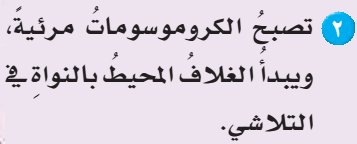 ٢ تصبحُ الكروموسوماتُ مرئيةً،
ويبدأُ الغلافُ المحيطُ بالنواةِ في
التلاشي.